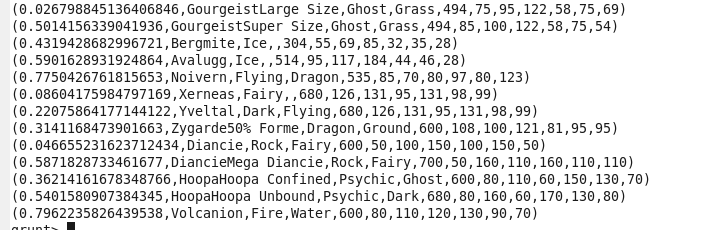 (0.026798845136406846,GourgeistLarge Size,Ghost,Grass,494,75,95,122,58,75,69)
(0.5014156339041936,GourgeistSuper Size,Ghost,Grass,494,85,100,122,58,75,54)
(0.4319428682996721,Bergmite,Ice,,304,55,69,85,32,35,28)
(0.5901628931924864,Avalugg,Ice,,514,95,117,184,44,46,28)
(0.7750426761815653,Noivern,Flying,Dragon,535,85,70,80,97,80,123)
(0.08604175984797169,Xerneas,Fairy,,680,126,131,95,131,98,99)
(0.22075864177144122,Yveltal,Dark,Flying,680,126,131,95,131,98,99)
(0.3141168473901663,Zygarde50% Forme,Dragon,Ground,600,108,100,121,81,95,95)
(0.046655231623712434,Diancie,Rock,Fairy,600,50,100,150,100,150,50)
(0.5871828733461677,DiancieMega Diancie,Rock,Fairy,700,50,160,110,160,110,110)
(0.36214161678348766,HoopaHoopa Confined,Psychic,Ghost,600,80,110,60,150,130,70)
(0.5401580907384345,HoopaHoopa Unbound,Psychic,Dark,680,80,160,60,170,130,80)
(0.7962235826439538,Volcanion,Fire,Water,600,80,110,120,130,90,70)
grunt>